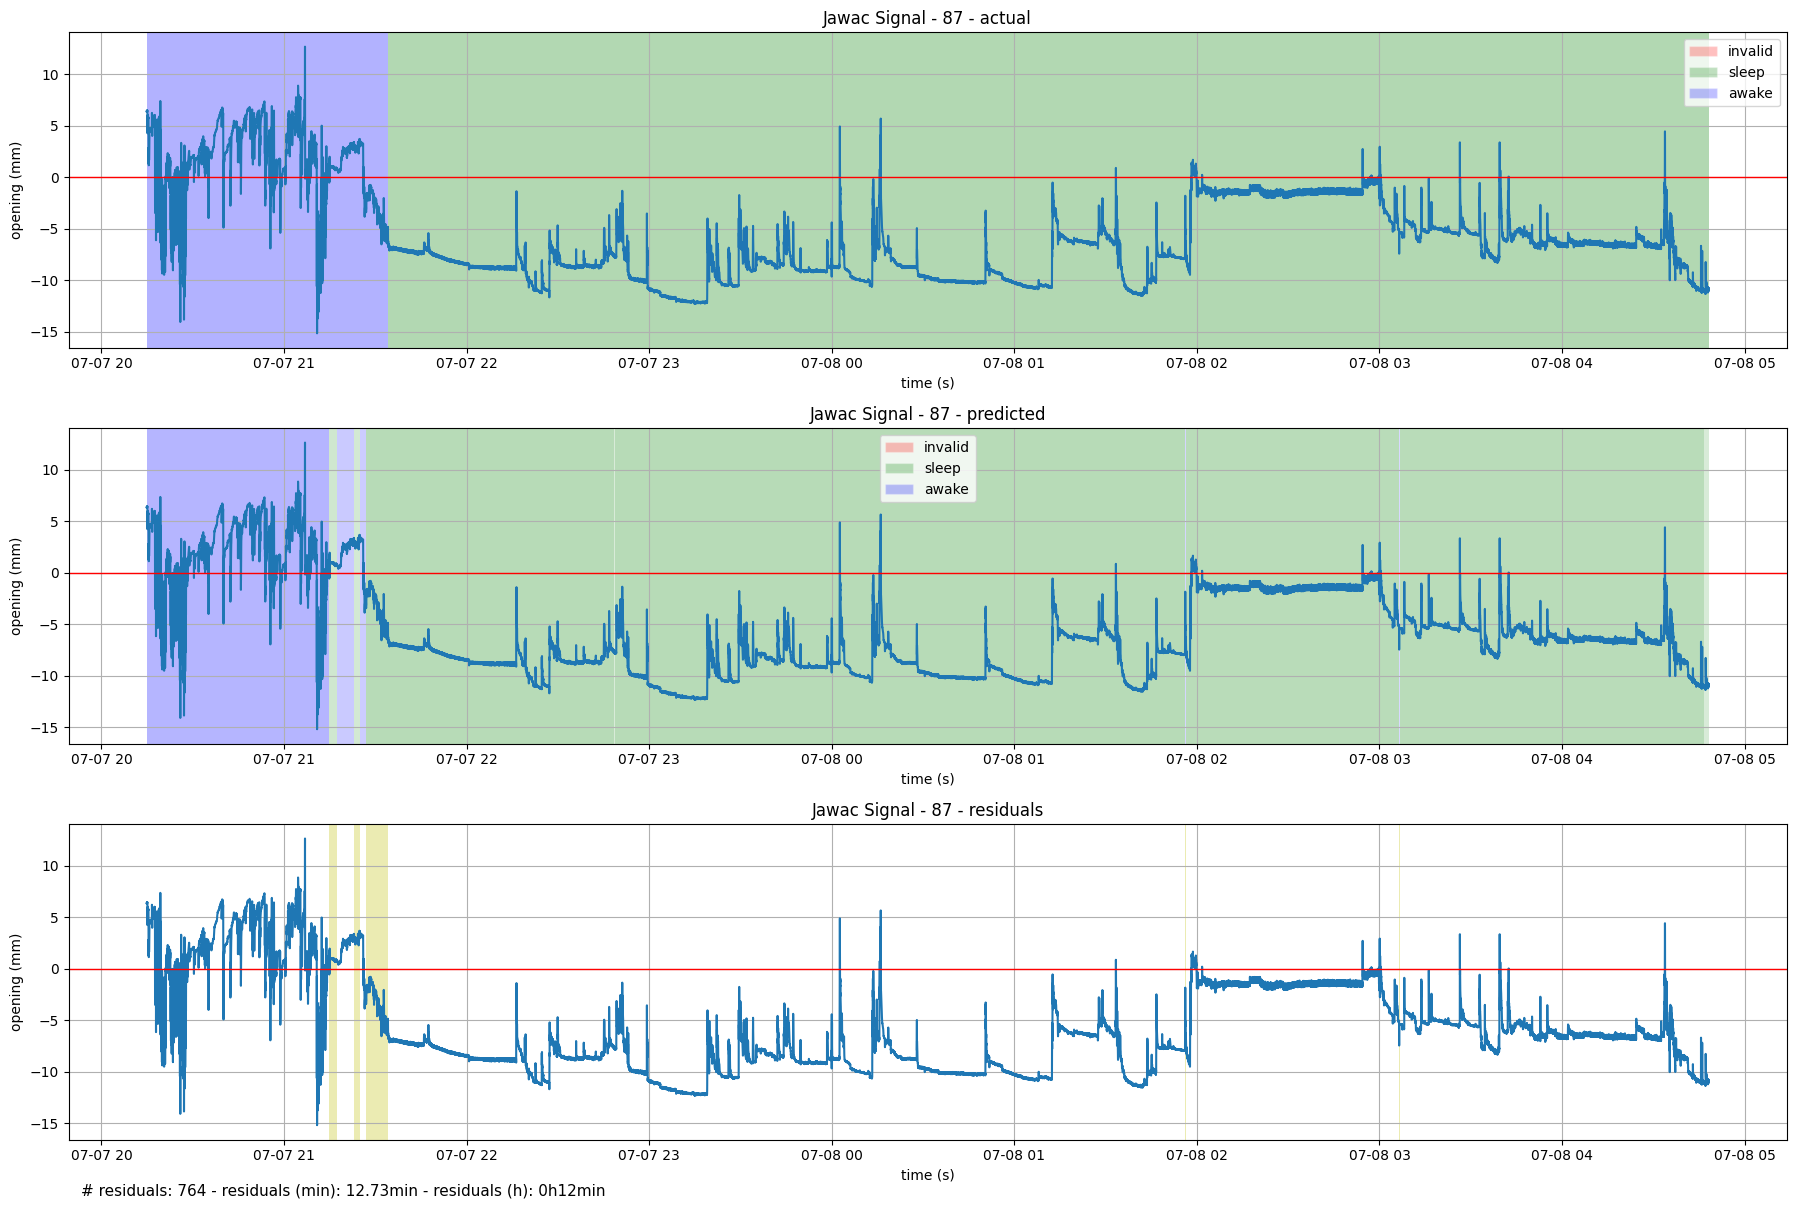 Jawac Signal - 87 - actual
opening (mm)
10
5
0
−5
−10
−15
invalid
sleep
awake
07-07 20 07-07 21 07-07 22 07-07 23 07-08 00 07-08 01 07-08 02 07-08 03 07-08 04 07-08 05
time (s)
Jawac Signal - 87 - predicted
opening (mm)
10
5
0
−5
−10
−15
invalid
sleep
awake
07-07 20 07-07 21 07-07 22 07-07 23 07-08 00 07-08 01 07-08 02 07-08 03 07-08 04 07-08 05
time (s)
Jawac Signal - 87 - residuals
opening (mm)
10
5
0
−5
−10
−15
07-07 20 07-07 21 07-07 22 07-07 23 07-08 00 07-08 01 07-08 02 07-08 03 07-08 04 07-08 05
time (s)
# residuals: 764 - residuals (min): 12.73min - residuals (h): 0h12min